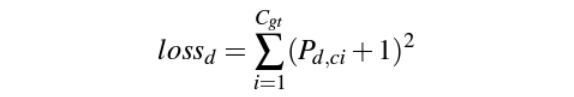 loss_d = \sum_{i=1}^{C_{gt}} (P_{d,ci} + 1)^2